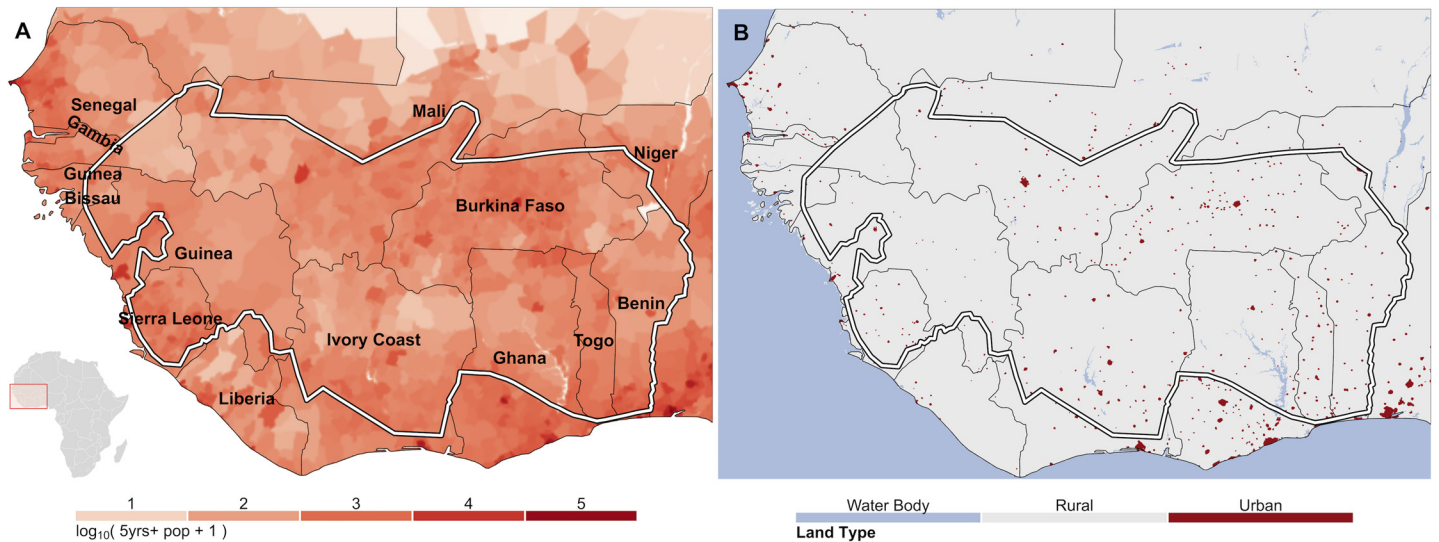 A
Senegal
Gambia
Guinea
Bissau
Mali
Niger
Burkina Faso
Guinea
Sierra Leone
Benin
Ivory Coast
Togo
Ghana
Liberia
1 2 3 4 5
log10( 5yrs+ pop + 1 )
B
Water Body Rural Urban
Land Type